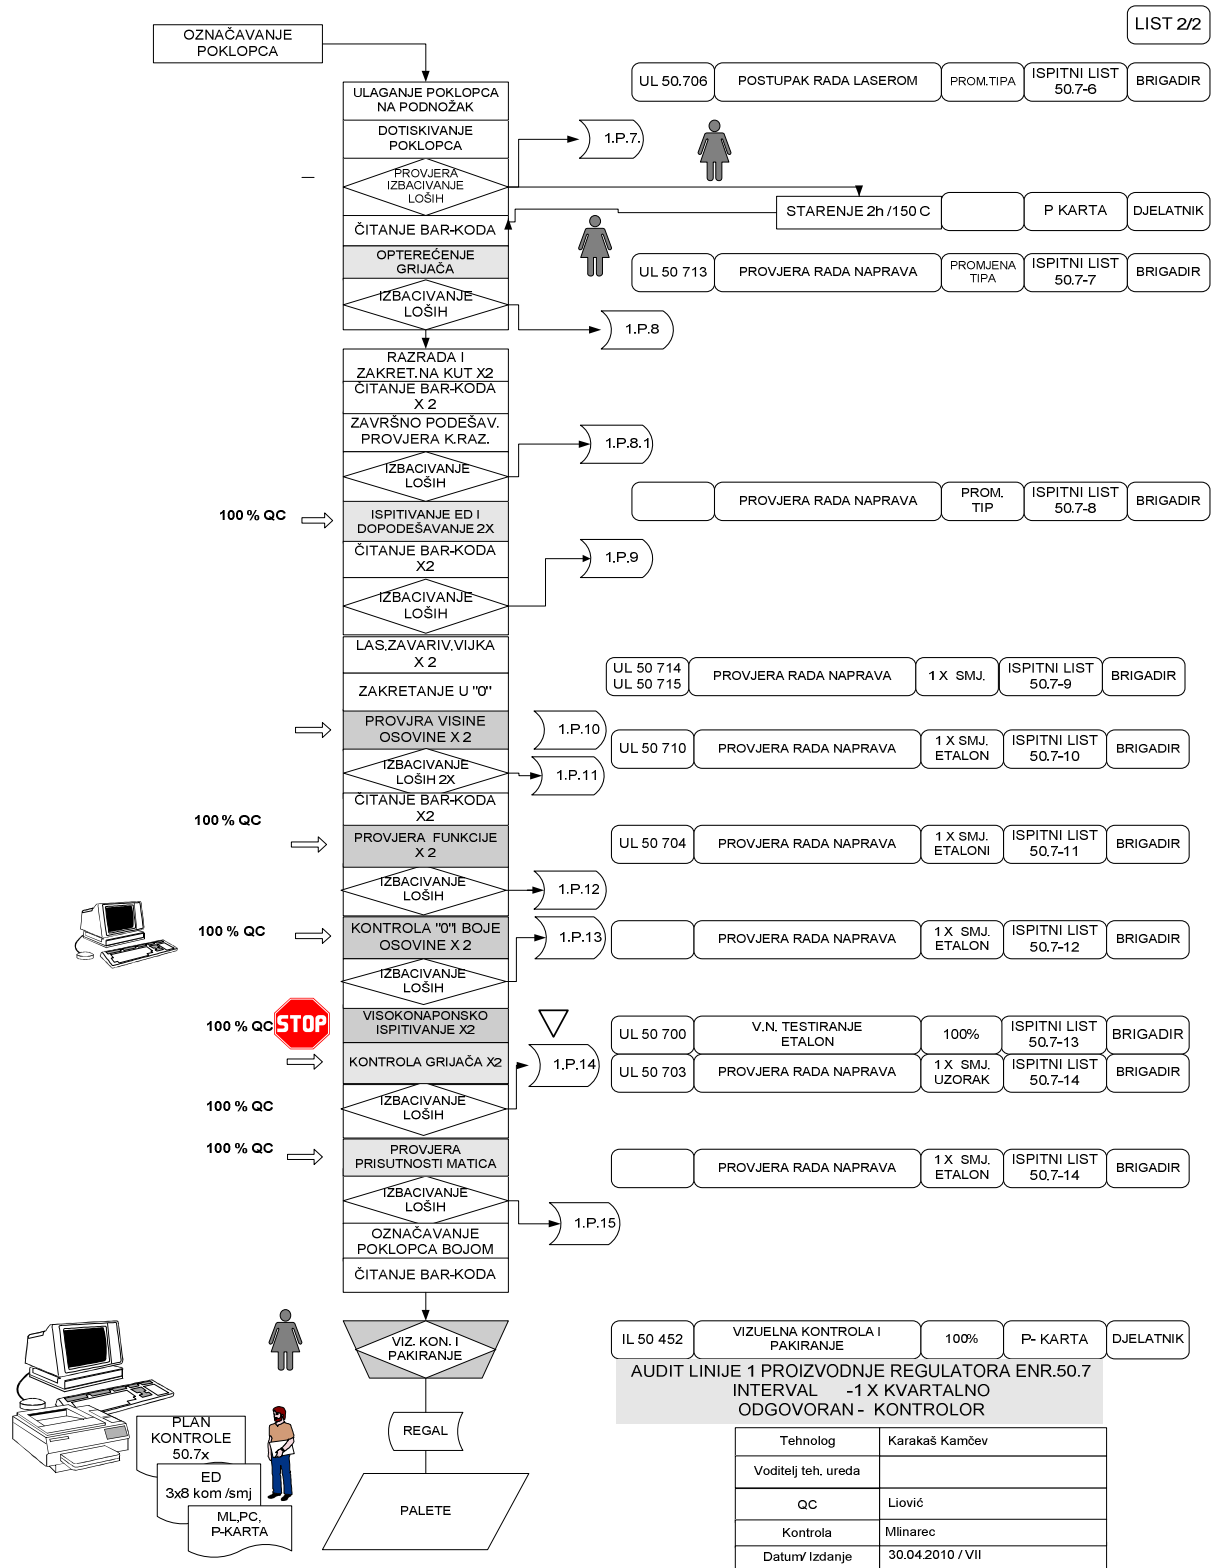 LIST 2/2
OZNAČAVANJE
POKLOPCA
ULAGANJE POKLOPCA
NA PODNOŽAK
UL 50.706
POSTUPAK RADA LASEROM
PROM.TIPA
ISPITNI LIST
50.7-6
BRIGADIR
DOTISKIVANJE
POKLOPCA
1.P.7.
PROVJERA
IZBACIVANJE
LOŠIH
STARENJE 2h /150 C
P KARTA
DJELATNIK
ČITANJE BAR-KODA
OPTEREĆENJE
GRIJAČA
UL 50 713
PROVJERA RADA NAPRAVA
PROMJENA
TIPA
ISPITNI LIST
50.7-7
BRIGADIR
IZBACIVANJE
LOŠIH
1.P.8
RAZRADA I
ZAKRET.NA KUT X2
ČITANJE BAR-KODA
X 2
ZAVRŠNO PODEŠAV.
PROVJERA K.RAZ.
1.P.8.1
IZBACIVANJE
LOŠIH
PROVJERA RADA NAPRAVA
PROM.
TIP
ISPITNI LIST
50.7-8
BRIGADIR
100 % QC
ISPITIVANJE ED I
DOPODEŠAVANJE 2X
ČITANJE BAR-KODA
X2
1.P.9
IZBACIVANJE
LOŠIH
LAS.ZAVARIV.VIJKA
X 2
UL 50 714
UL 50 715
PROVJERA RADA NAPRAVA
1 X SMJ.
ISPITNI LIST
50.7-9
BRIGADIR
ZAKRETANJE U "0"
PROVJRA VISINE
OSOVINE X 2
1.P.10
UL 50 710
PROVJERA RADA NAPRAVA
1 X SMJ.
ETALON
ISPITNI LIST
50.7-10
BRIGADIR
IZBACIVANJE
LOŠIH 2X
1.P.11
ČITANJE BAR-KODA
X2
100 % QC
PROVJERA FUNKCIJE
X 2
UL 50 704
PROVJERA RADA NAPRAVA
1 X SMJ.
ETALONI
ISPITNI LIST
50.7-11
BRIGADIR
IZBACIVANJE
LOŠIH
1.P.12
100 % QC
KONTROLA "0"I BOJE
OSOVINE X 2
1.P.13
PROVJERA RADA NAPRAVA
1 X SMJ.
ETALON
ISPITNI LIST
50.7-12
BRIGADIR
IZBACIVANJE
LOŠIH
100 % QC
STOP
VISOKONAPONSKO
ISPITIVANJE X2
UL 50 700
V.N. TESTIRANJE
ETALON
100%
ISPITNI LIST
50.7-13
BRIGADIR
KONTROLA GRIJAČA X2
1.P.14
UL 50 703
PROVJERA RADA NAPRAVA
1 X SMJ.
UZORAK
ISPITNI LIST
50.7-14
BRIGADIR
100 % QC
IZBACIVANJE
LOŠIH
100 % QC
PROVJERA
PRISUTNOSTI MATICA
PROVJERA RADA NAPRAVA
1 X SMJ.
ETALON
ISPITNI LIST
50.7-14
BRIGADIR
IZBACIVANJE
LOŠIH
1.P.15
OZNAČAVANJE
POKLOPCA BOJOM
ČITANJE BAR-KODA
VIZ. KON. I
PAKIRANJE
IL 50 452
VIZUELNA KONTROLA I
PAKIRANJE
100%
P- KARTA
DJELATNIK
AUDIT LINIJE 1 PROIZVODNJE REGULATORA ENR.50.7
INTERVAL -1 X KVARTALNO
ODGOVORAN - KONTROLOR
REGAL
PLAN
KONTROLE
50.7x
ED
3x8 kom /smj
ML,PC,
P-KARTA
PALETE
Tehnolog
Karakaš Kamčev
Voditelj teh. ureda
QC
Liović
Kontrola
Mlinarec
Datum/ Izdanje
30.04.2010 / VII